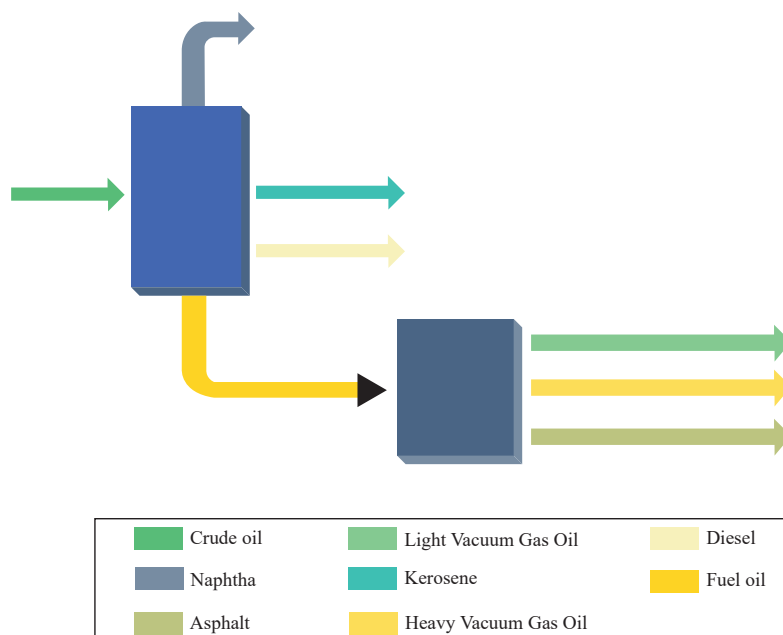 Crude oil
Light Vacuum Gas Oil
Diesel
Naphtha
Kerosene
Fuel oil
Asphalt
Heavy Vacuum Gas Oil